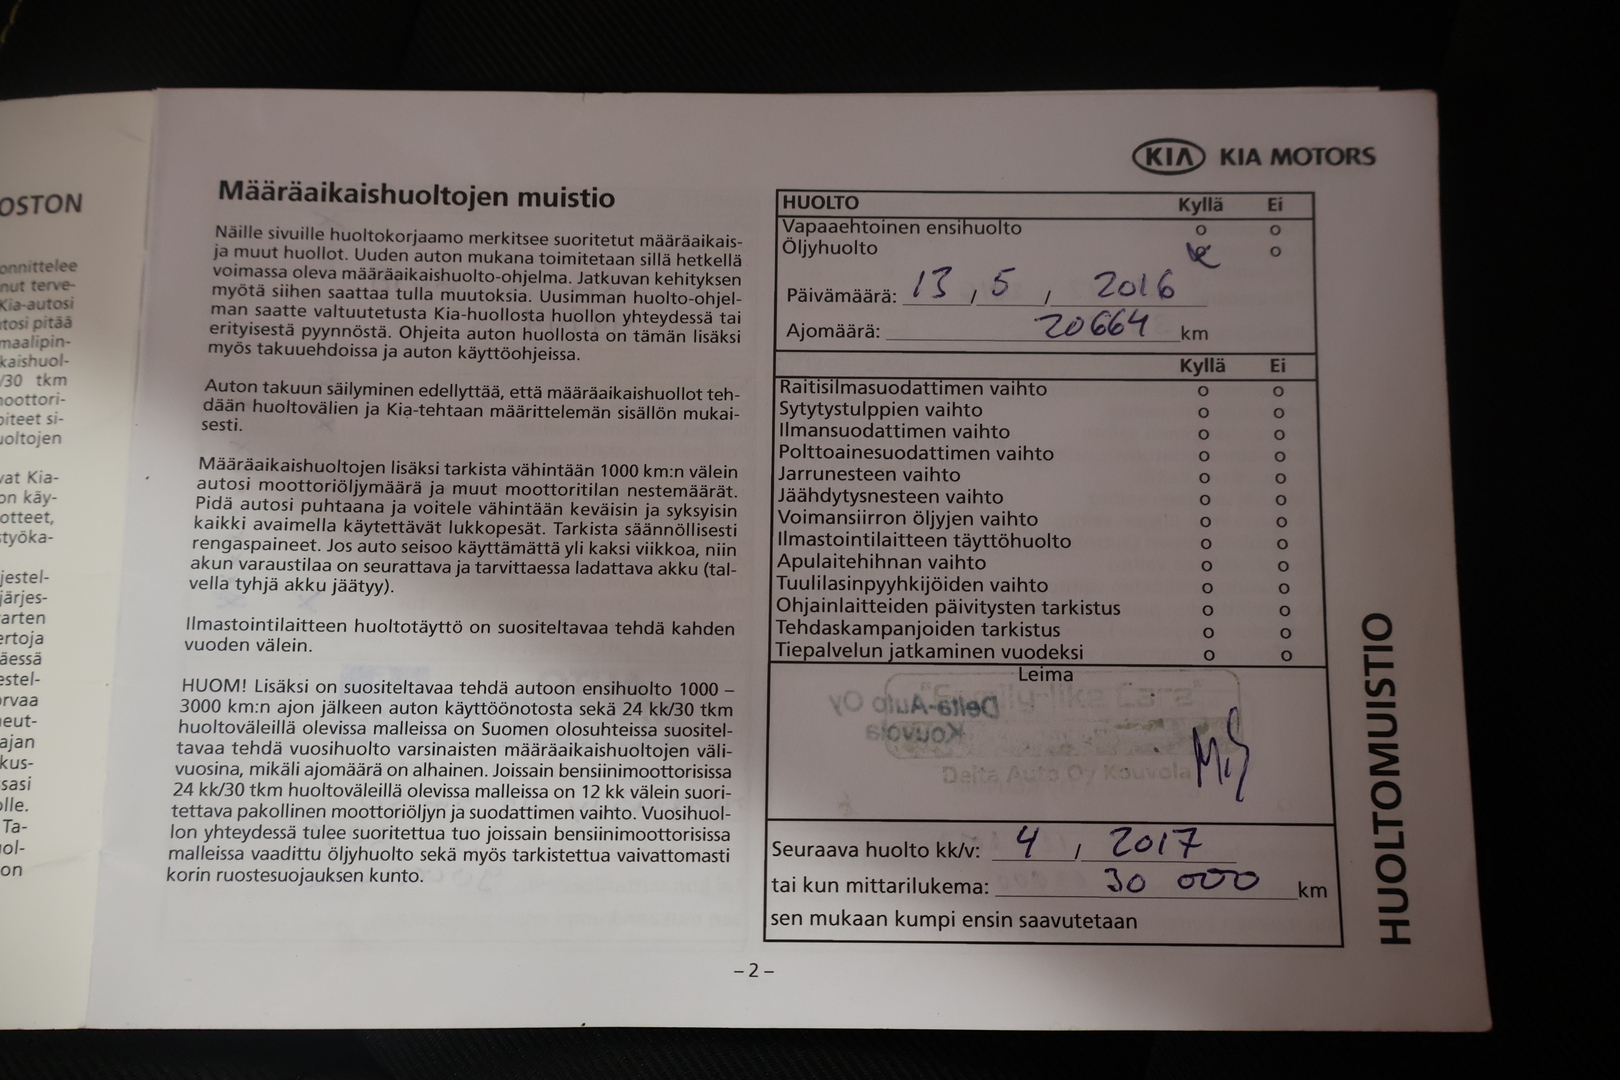 OSTON
onnittelee
nut terve-
Kia-autosi
utosi pitää
maalipin-
kaishuol-
/30 tkm
noottori-
piteet si-
uoltojen
vat Kia-
on käy-
otteet,
styöka-
jestel-
järjes-
arten
ertoja
äessä
estel-
orvaa
neut-
ajan
kus-
sasi
olle.
Ta-
ol-
on
Määräaikaishuoltojen muistio
Näille sivuille huoltokorjaamo merkitsee suoritetut määräaikais-
ja muut huollot. Uuden auton mukana toimitetaan sillä hetkellä
voimassa oleva määräaikaishuolto-ohjelma. Jatkuvan kehityksen
myötä siihen saattaa tulla muutoksia. Uusimman huolto-ohjel-
man saatte valtuutetusta Kia-huollosta huollon yhteydessä tai
erityisestä pyynnöstä. Ohjeita auton huollosta on tämän lisäksi
myös takuuehdoissa ja auton käyttöohjeissa.
Auton takuun säilyminen edellyttää, että määräaikaishuollot teh-
dään huoltovälien ja Kia-tehtaan määrittelemän sisällön mukai-
sesti.
Määräaikaishuoltojen lisäksi tarkista vähintään 1000 km:n välein
autosi moottoriöljymäärä ja muut moottoritilan nestemäärät.
Pidä autosi puhtaana ja voitele vähintään keväisin ja syksyisin
kaikki avaimella käytettävät lukkopesät. Tarkista säännöllisesti
rengaspaineet. Jos auto seisoo käyttämättä yli kaksi viikkoa, niin
akun varaustilaa on seurattava ja tarvittaessa ladattava akku (tal-
vella tyhjä akku jäätyy).
Ilmastointilaitteen huoltotäyttö on suositeltavaa tehdä kahden
vuoden välein.
HUOM! Lisäksi on suositeltavaa tehdä autoon ensihuolto 1000 –
3000 km:n ajon jälkeen auton käyttöönotosta sekä 24 kk/30 tkm
huoltoväleillä olevissa malleissa on Suomen olosuhteissa suositel-
tavaa tehdä vuosihuolto varsinaisten määräaikaishuoltojen väli-
vuosina, mikäli ajomäärä on alhainen. Joissain bensiinimoottorisissa
24 kk/30 tkm huoltoväleillä olevissa malleissa on 12 kk välein suori-
tettava pakollinen moottoriöljyn ja suodattimen vaihto. Vuosihuol-
lon yhteydessä tulee suoritettua tuo joissain bensiinimoottorisissa
malleissa vaadittu öljyhuolto sekä myös tarkistettua vaivattomasti
korin ruostesuojauksen kunto.
KIA KIA MOTORS
HUOLTO Kyllä Ei
Vapaaehtoinen ensihuolto o o
Öljyhuolto o
Päivämäärä: 13 , 5 , 2016
Ajomäärä: 20664 km
Kyllä Ei
Raitisilmasuodattimen vaihto o o
Sytytystulppien vaihto o o
Ilmansuodattimen vaihto o o
Polttoainesuodattimen vaihto o o
Jarrunesteen vaihto o o
Jäähdytysnesteen vaihto o o
Voimansiirron öljyjen vaihto o o
Ilmastointilaitteen täyttöhuolto o o
Apulaitehihnan vaihto o o
Tuulilasinpyyhkijöiden vaihto o o
Ohjainlaitteiden päivitysten tarkistus o o
Tehdaskampanjoiden tarkistus o o
Tiepalvelun jatkaminen vuodeksi o o
Leima
"Family-like Care"
Delta-Auto Oy
Kouvola
Delta Auto Oy Kouvola
Seuraava huolto kk/v: 4 , 2017
tai kun mittarilukema: 30 000 km
sen mukaan kumpi ensin saavutetaan
HUOLTOMUISTIO
– 2 –